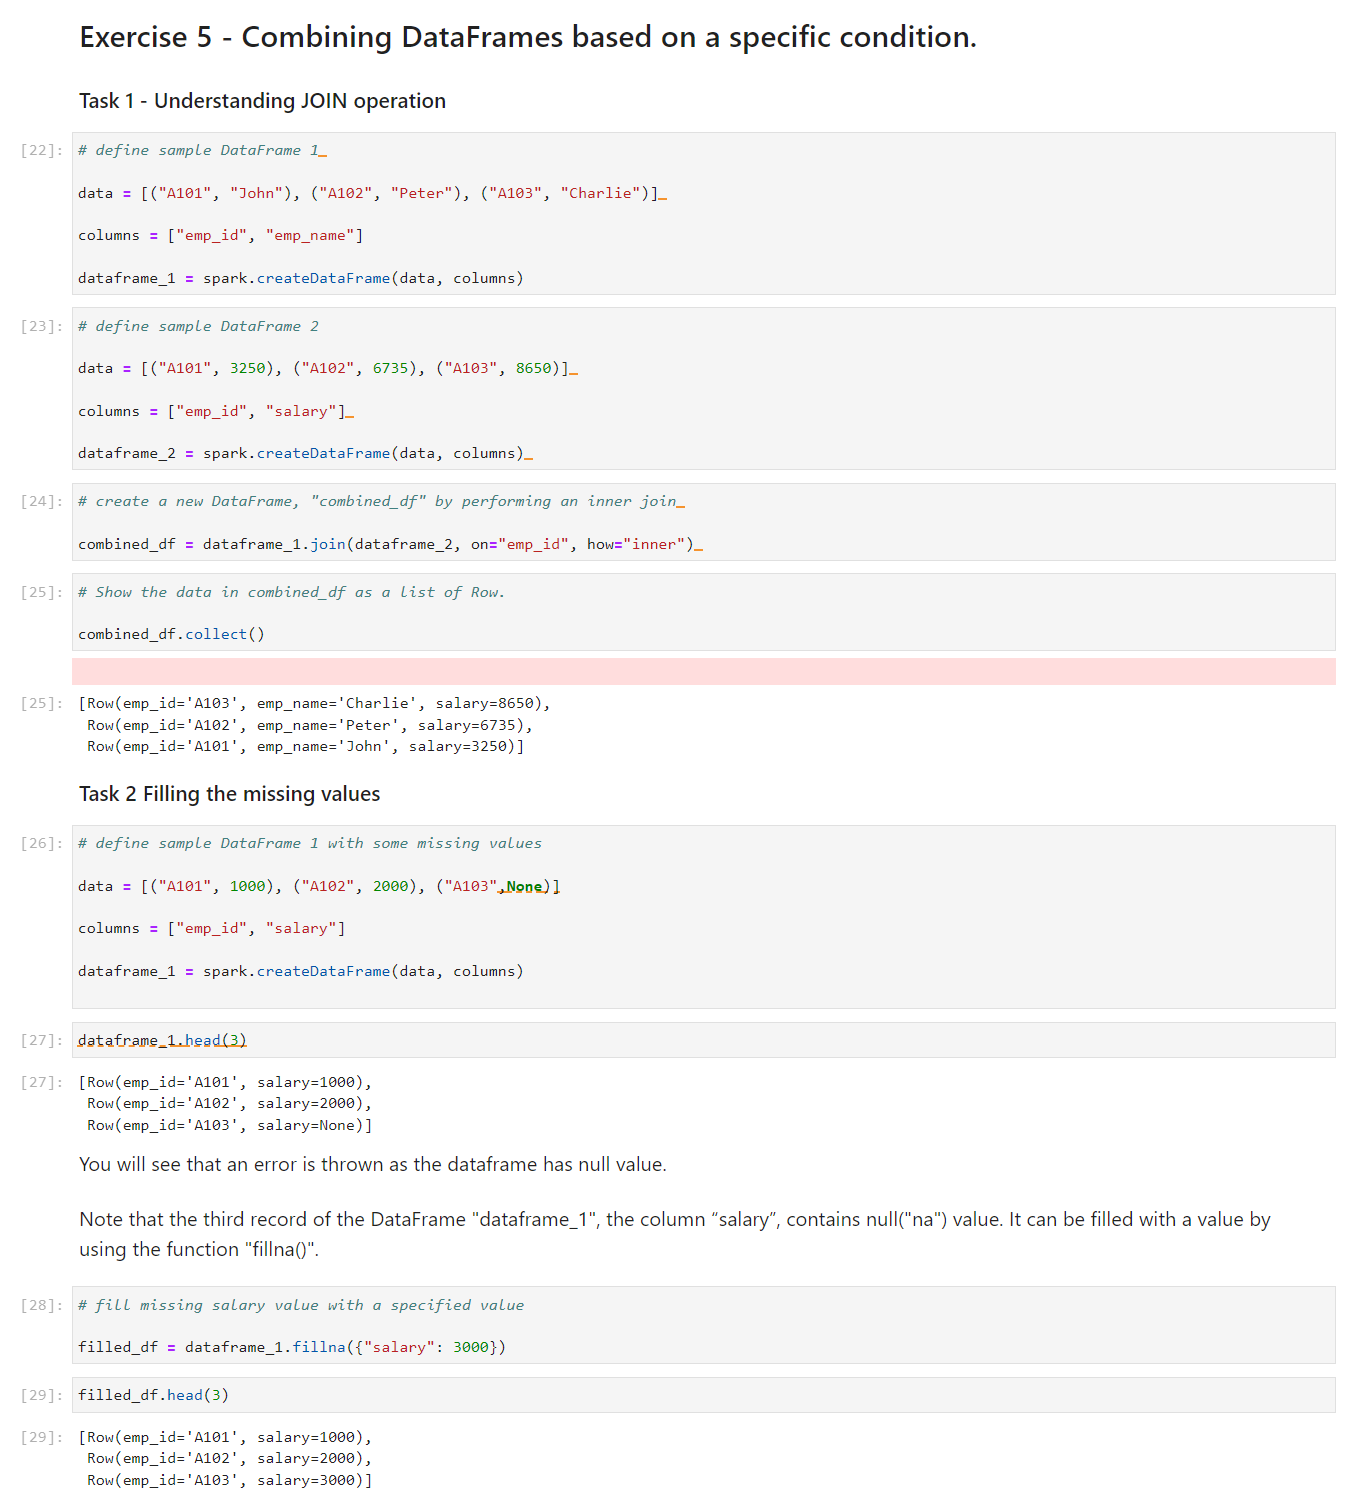 Exercise 5 - Combining DataFrames based on a specific condition.
Task 1 - Understanding JOIN operation
[22]: # define sample DataFrame 1
data = [("A101", "John"), ("A102", "Peter"), ("A103", "Charlie")]
columns = ["emp_id", "emp_name"]
dataframe_1 = spark.createDataFrame(data, columns)
[23]: # define sample DataFrame 2
data = [("A101", 3250), ("A102", 6735), ("A103", 8650)]
columns = ["emp_id", "salary"]
dataframe_2 = spark.createDataFrame(data, columns)
[24]: # create a new DataFrame, "combined_df" by performing an inner join
combined_df = dataframe_1.join(dataframe_2, on="emp_id", how="inner")
[25]: # Show the data in combined_df as a list of Row.
combined_df.collect()
[25]: [Row(emp_id='A103', emp_name='Charlie', salary=8650),
Row(emp_id='A102', emp_name='Peter', salary=6735),
Row(emp_id='A101', emp_name='John', salary=3250)]
Task 2 Filling the missing values
[26]: # define sample DataFrame 1 with some missing values
data = [("A101", 1000), ("A102", 2000), ("A103",None)]
columns = ["emp_id", "salary"]
dataframe_1 = spark.createDataFrame(data, columns)
[27]: dataframe_1.head(3)
[27]: [Row(emp_id='A101', salary=1000),
Row(emp_id='A102', salary=2000),
Row(emp_id='A103', salary=None)]
You will see that an error is thrown as the dataframe has null value.
Note that the third record of the DataFrame "dataframe_1", the column “salary”, contains null("na") value. It can be filled with a value by
using the function "fillna()".
[28]: # fill missing salary value with a specified value
filled_df = dataframe_1.fillna({"salary": 3000})
[29]: filled_df.head(3)
[29]: [Row(emp_id='A101', salary=1000),
Row(emp_id='A102', salary=2000),
Row(emp_id='A103', salary=3000)]